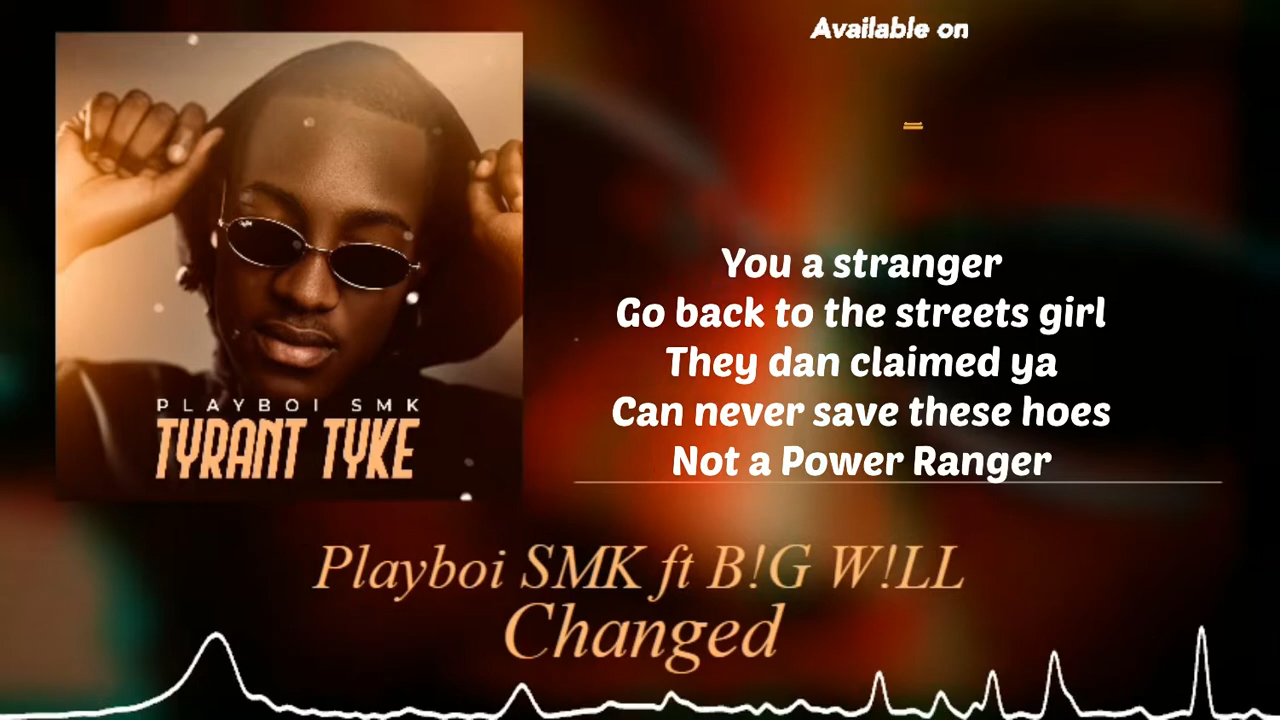 Available on
PLAYBOI SMK
TYRANT TYKE
You a stranger
Go back to the streets girl
They dan claimed ya
Can never save these hoes
Not a Power Ranger
Playboi SMK ft B!G W!LL
Changed